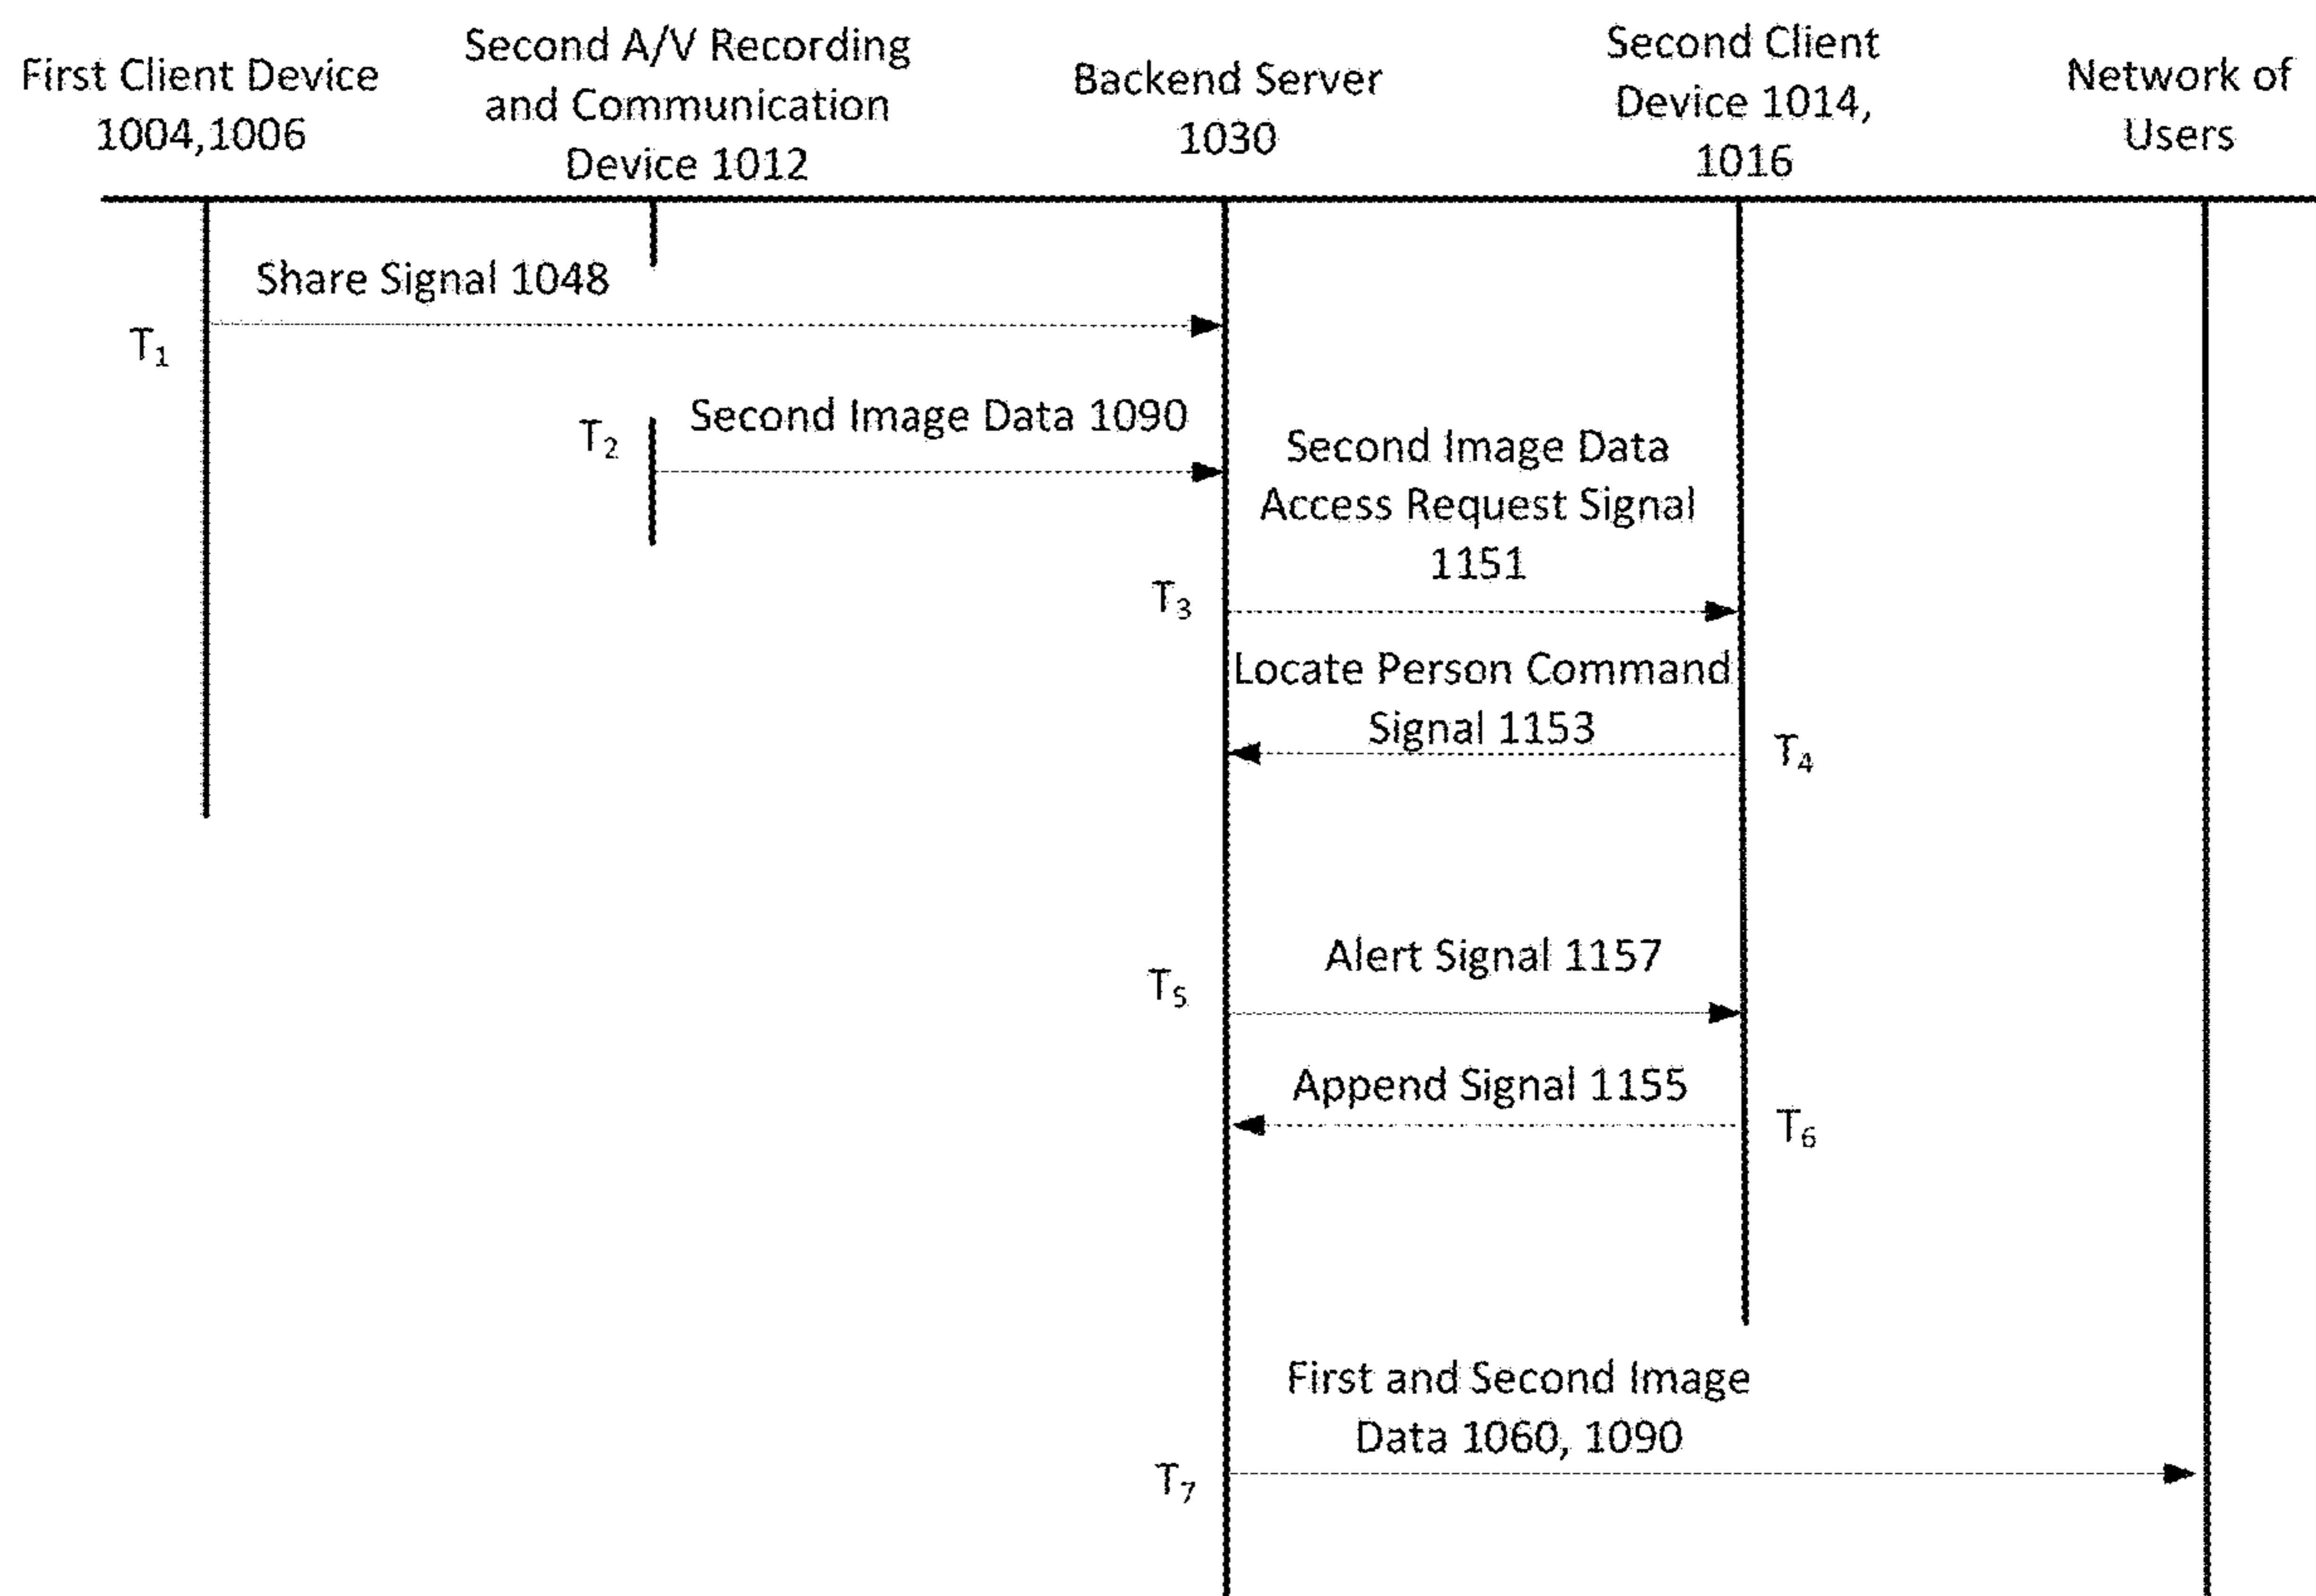 First Client Device
1004,1006
Second A/V Recording
and Communication
Device 1012
Backend Server
1030
Second Client
Device 1014,
1016
Network of
Users
Share Signal 1048
T₁
Second Image Data 1090
T₂
Second Image Data
Access Request Signal
1151
T₃
Locate Person Command
Signal 1153
T₄
Alert Signal 1157
T₅
Append Signal 1155
T₆
First and Second Image
Data 1060, 1090
T₇